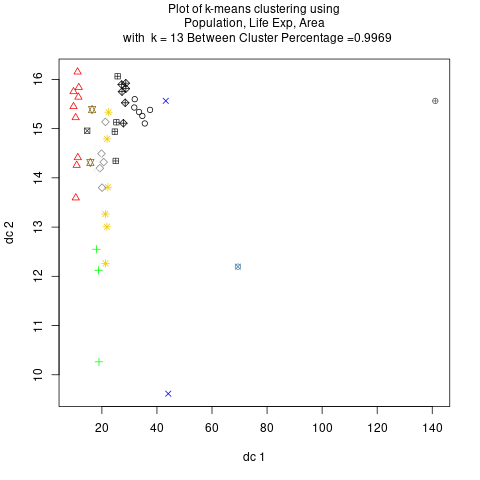 Plot of k-means clustering using
Population, Life Exp, Area
with k = 13 Between Cluster Percentage =0.9969
dc 2
16
15
14
13
12
11
10
20
40
60
80
100
120
140
dc 1